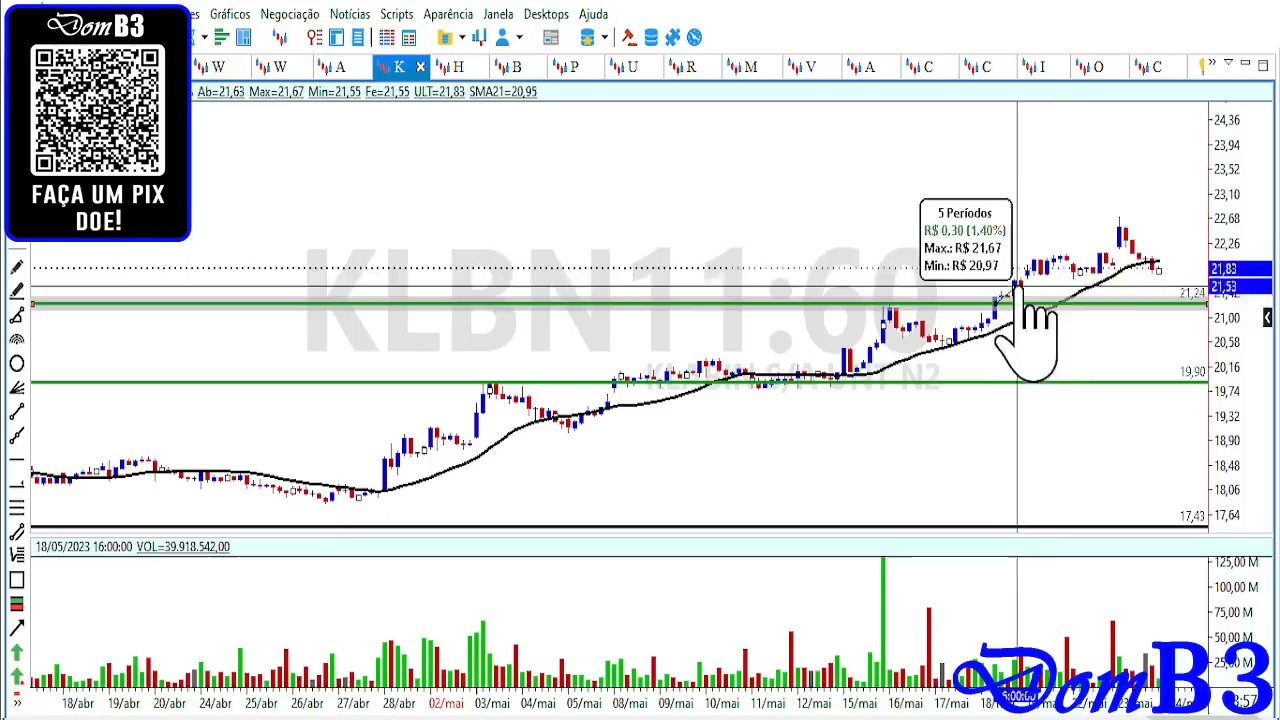 Dom B3
FAÇA UM PIX
DOE!
Gráficos Negociação Notícias Scripts Aparência Janela Desktops Ajuda
W W A K H B P U R M V A C C I O C
Ab=21,63 Max=21,67 Min=21,55 Fe=21,55 ULT=21,83 SMA21=20,95
KLBN11:60
KLABIN S/A UNT N2
5 Períodos
R$ 0,30 (1.40%)
Max.: R$ 21,67
Min.: R$ 20,97
24,36
23,94
23,52
23,10
22,68
22,26
21,83
21,53
21,24
21,00
20,58
20,16
19,90
19,74
19,32
18,90
18,48
18,06
17,64
17,43
18/05/2023 16:00:00 VOL=39.918.542,00
125,00 M
100,00 M
75,00 M
50,00 M
18/abr 19/abr 20/abr 24/abr 25/abr 26/abr 27/abr 28/abr 02/mai 03/mai 04/mai 05/mai 08/mai 09/mai 10/mai 11/mai 12/mai 15/mai 16/mai 17/mai
DomB3